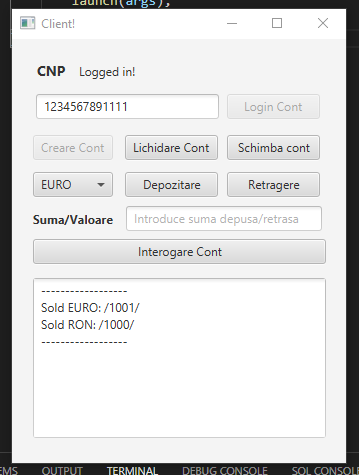 launch(args);
Client!
CNP Logged in!
1234567891111 Login Cont
Creare Cont Lichidare Cont Schimba cont
EURO Depozitare Retragere
Suma/Valoare Introduce suma depusa/retrasa
Interogare Cont
------------------
Sold EURO: /1001/
Sold RON: /1000/
------------------
OUTPUT TERMINAL DEBUG CONSOLE SQL CONSOLE